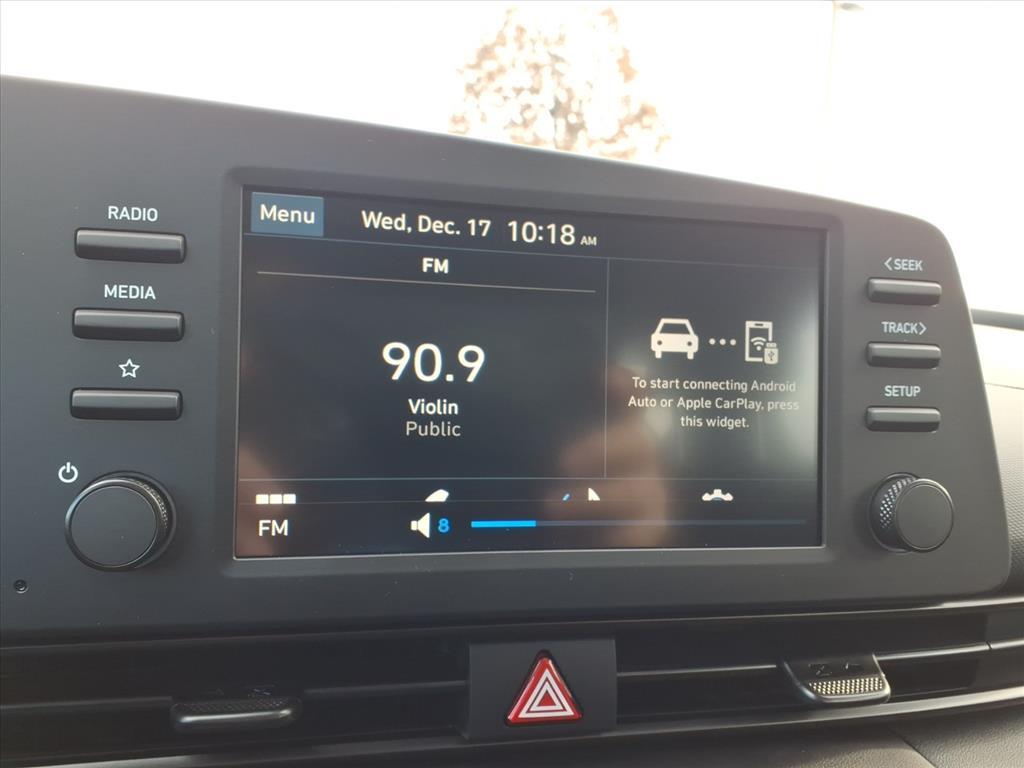 RADIO
MEDIA
Menu
Wed, Dec. 17 10:18 AM
FM
90.9
Violin
Public
To start connecting Android
Auto or Apple CarPlay, press
this widget.
FM
8
<SEEK
TRACK>
SETUP